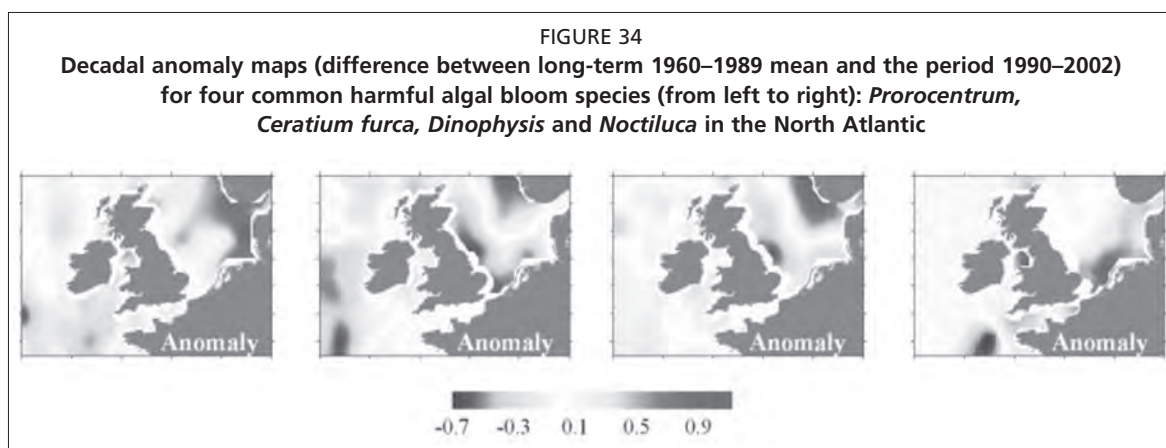 FIGURE 34
Decadal anomaly maps (difference between long-term 1960–1989 mean and the period 1990–2002)
for four common harmful algal bloom species (from left to right): Prorocentrum,
Ceratium furca, Dinophysis and Noctiluca in the North Atlantic
Anomaly Anomaly Anomaly Anomaly
-0.7 -0.3 0.1 0.5 0.9